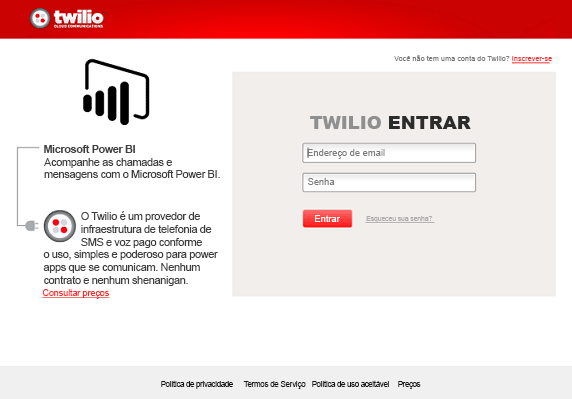 twilio
CLOUD COMMUNICATIONS
Você não tem uma conta do Twilio? Inscrever-se
TWILIO ENTRAR
Endereço de email
Senha
Entrar
Esqueceu sua senha?
Microsoft Power BI
Acompanhe as chamadas e
mensagens com o Microsoft Power BI.
O Twilio é um provedor de
infraestrutura de telefonia de
SMS e voz pago conforme
o uso, simples e poderoso para power
apps que se comunicam. Nenhum
contrato e nenhum shenanigan.
Consultar preços
Política de privacidade Termos de Serviço Política de uso aceitável Preços